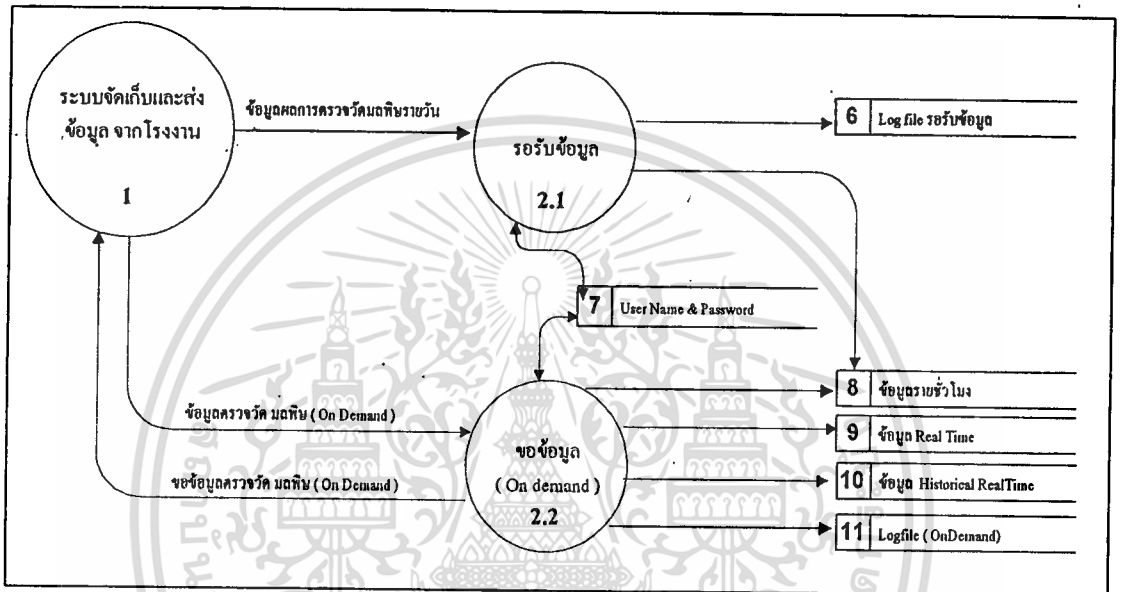 ระบบจัดเก็บและส่ง
ข้อมูล จากโรงงาน
1
ข้อมูลผลการตรวจวัดมลพิษรายวัน
รอรับข้อมูล
2.1
6 Log file รอรับข้อมูล
7 User Name & Password
8 ข้อมูลรายชั่วโมง
9 ข้อมูล Real Time
10 ข้อมูล Historical RealTime
11 Logfile (OnDemand)
ข้อมูลตรวจวัด มลพิษ (On Demand)
ขอข้อมูลตรวจวัด มลพิษ (On Demand)
ขอข้อมูล
(On demand)
2.2